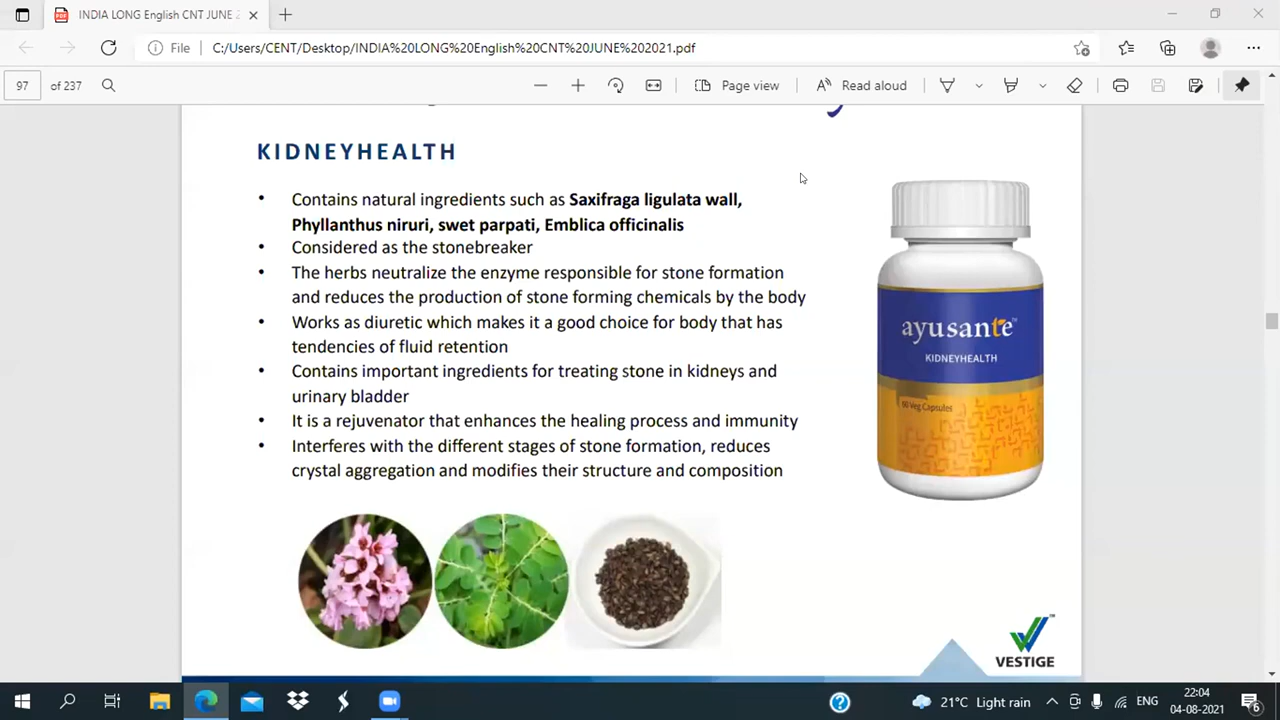 INDIA LONG English CNT JUNE 2
File C:/Users/CENT/Desktop/INDIA%20LONG%20English%20CNT%20JUNE%202021.pdf
97 of 237 Page view Read aloud
KIDNEYHEALTH
• Contains natural ingredients such as Saxifraga ligulata wall,
Phyllanthus niruri, swet parpati, Emblica officinalis
• Considered as the stonebreaker
• The herbs neutralize the enzyme responsible for stone formation
and reduces the production of stone forming chemicals by the body
• Works as diuretic which makes it a good choice for body that has
tendencies of fluid retention
• Contains important ingredients for treating stone in kidneys and
urinary bladder
• It is a rejuvenator that enhances the healing process and immunity
• Interferes with the different stages of stone formation, reduces
crystal aggregation and modifies their structure and composition
ayusante™
KIDNEYHEALTH
60 Veg Capsules
VESTIGE
21°C Light rain
ENG
22:04
04-08-2021
6